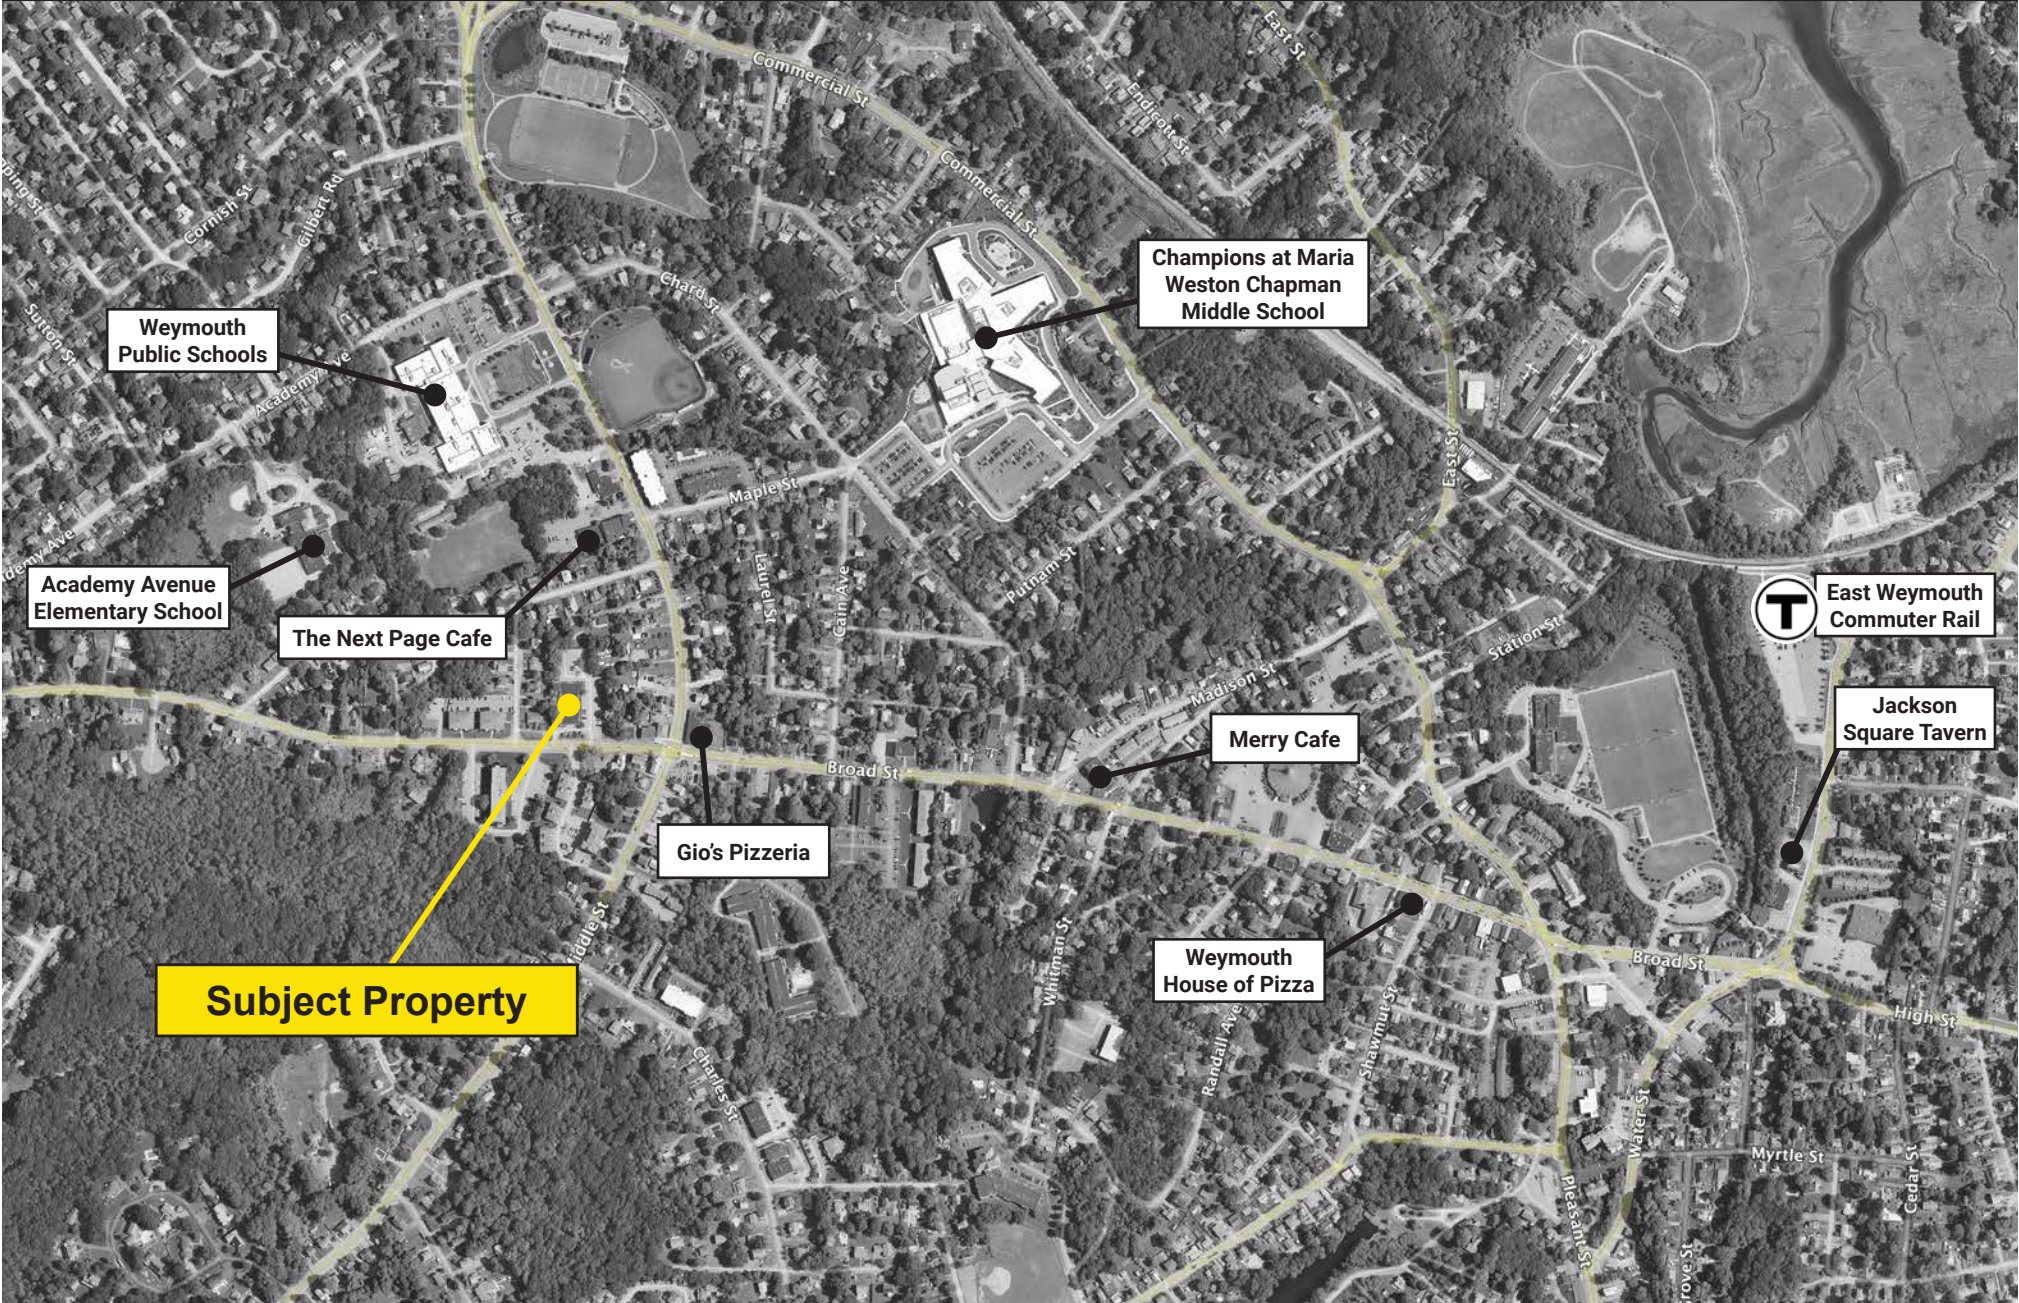 East St
Commercial St
Endicott St
Commercial St
Cornish St
Gilbert Rd
Champions at Maria
Weston Chapman
Middle School
Chard St
Sutton St
Weymouth
Public Schools
Academy Ave
East St
Maple St
Academy Avenue
Elementary School
The Next Page Cafe
Laurel St
Cain Ave
Putnam St
T
East Weymouth
Commuter Rail
Station St
Madison St
Jackson
Square Tavern
Merry Cafe
Broad St
Gio's Pizzeria
Whitman St
Weymouth
House of Pizza
Broad St
Subject Property
High St
Randall Ave
Shawmut St
Charles St
Water St
Myrtle St
Cedar St
Pleasant St